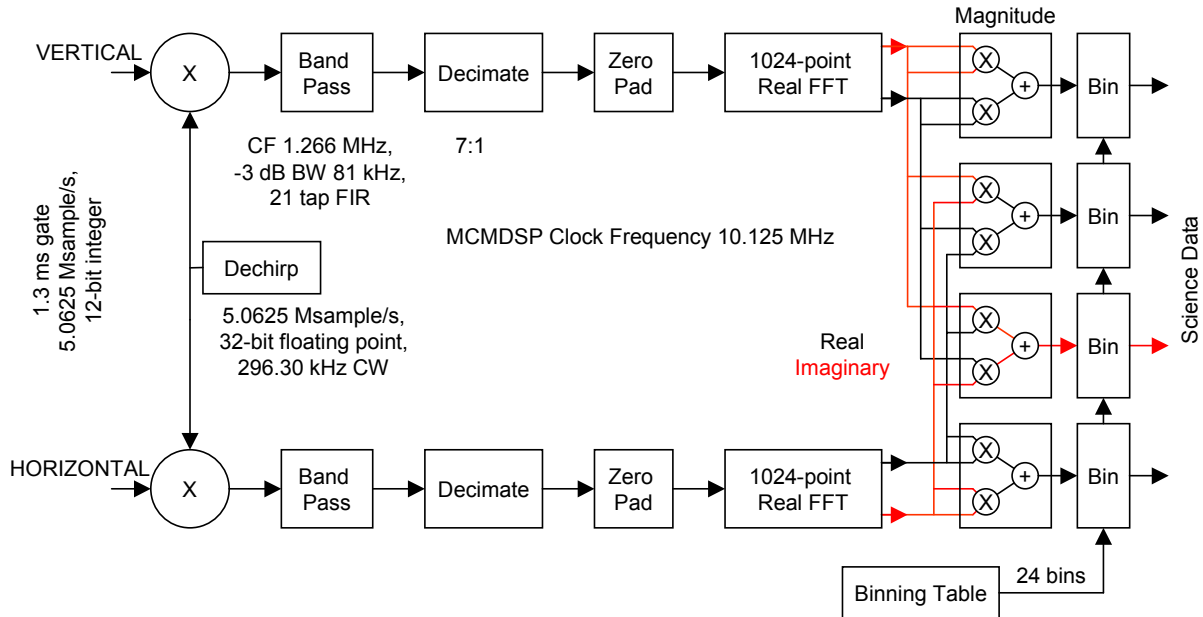 Magnitude
VERTICAL
X
Band
Pass
Decimate
Zero
Pad
1024-point
Real FFT
X
X
+
Bin
CF 1.266 MHz,
-3 dB BW 81 kHz,
21 tap FIR
7:1
X
X
+
Bin
1.3 ms gate
5.0625 Msample/s,
12-bit integer
MCMDSP Clock Frequency 10.125 MHz
Dechirp
5.0625 Msample/s,
32-bit floating point,
296.30 kHz CW
Real
Imaginary
X
X
+
Bin
Science Data
HORIZONTAL
X
Band
Pass
Decimate
Zero
Pad
1024-point
Real FFT
X
X
+
Bin
Binning Table
24 bins